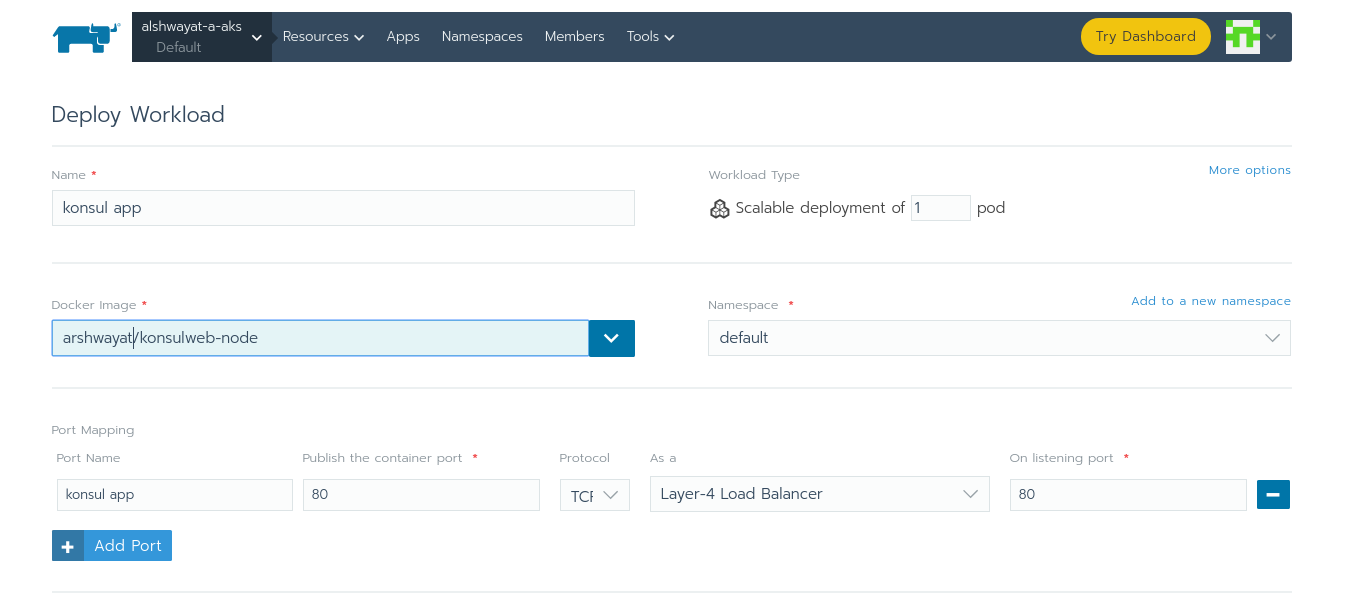 alshwayat-a-aks
Default
Resources Apps Namespaces Members Tools
Try Dashboard
Deploy Workload
Name *
konsul app
Workload Type
More options
Scalable deployment of 1 pod
Docker Image *
arshwayat/konsulweb-node
Namespace *
Add to a new namespace
default
Port Mapping
Port Name Publish the container port * Protocol As a On listening port *
konsul app 80 TCP Layer-4 Load Balancer 80
Add Port